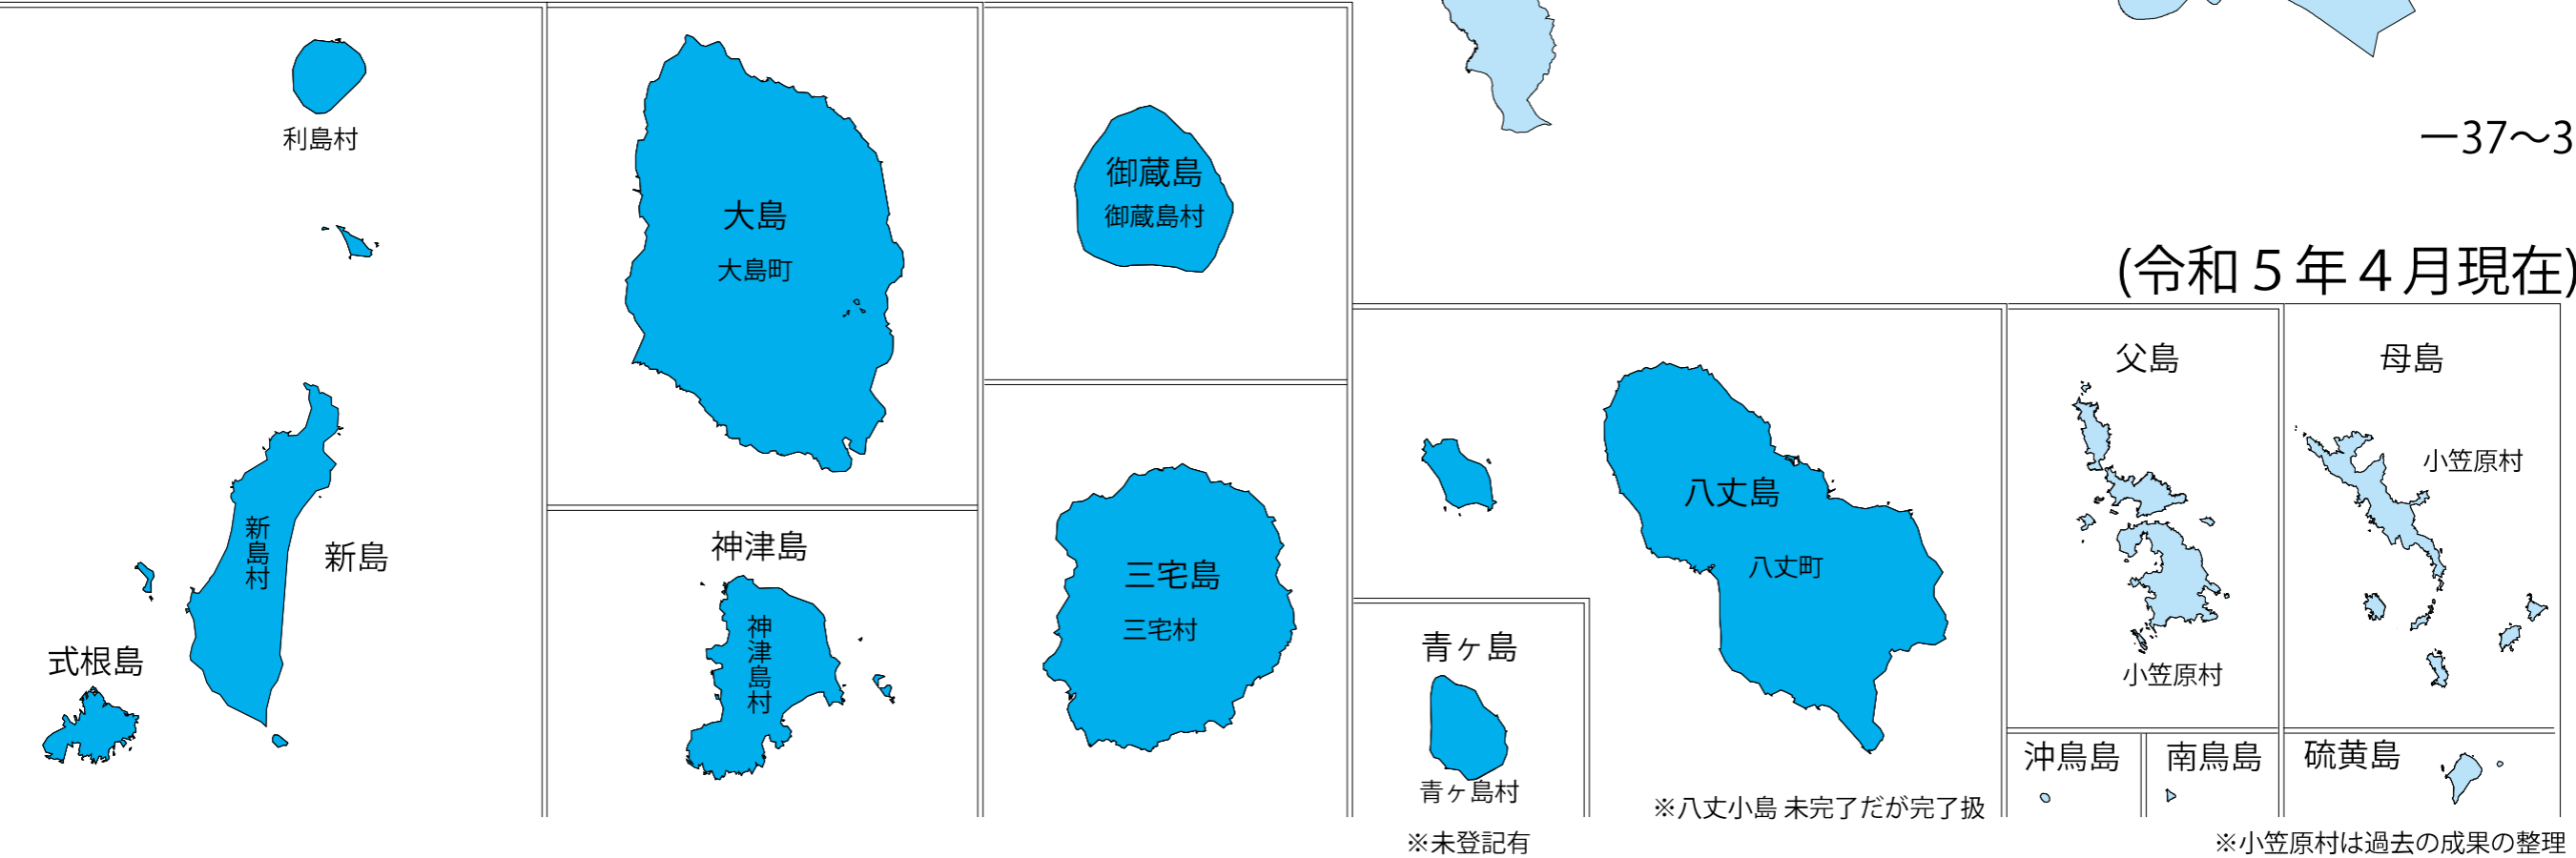 利島村
新島村
新島
式根島
大島
大島町
神津島
神津島村
御蔵島
御蔵島村
三宅島
三宅村
ー37～3
(令和５年４月現在)
八丈島
八丈町
青ヶ島
青ヶ島村
※八丈小島 未完了だが完了扱
※未登記有
父島
小笠原村
母島
小笠原村
沖鳥島
南鳥島
硫黄島
※小笠原村は過去の成果の整理